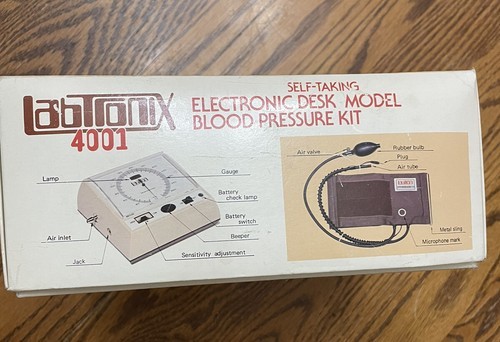 LabTronix
4001
SELF-TAKING
ELECTRONIC DESK MODEL
BLOOD PRESSURE KIT
Lamp
Gauge
Battery
check lamp
Battery
switch
Beeper
Sensitivity adjustment
Air inlet
Jack
Air valve
Rubber bulb
Plug
Air tube
Metal sling
Microphone mark